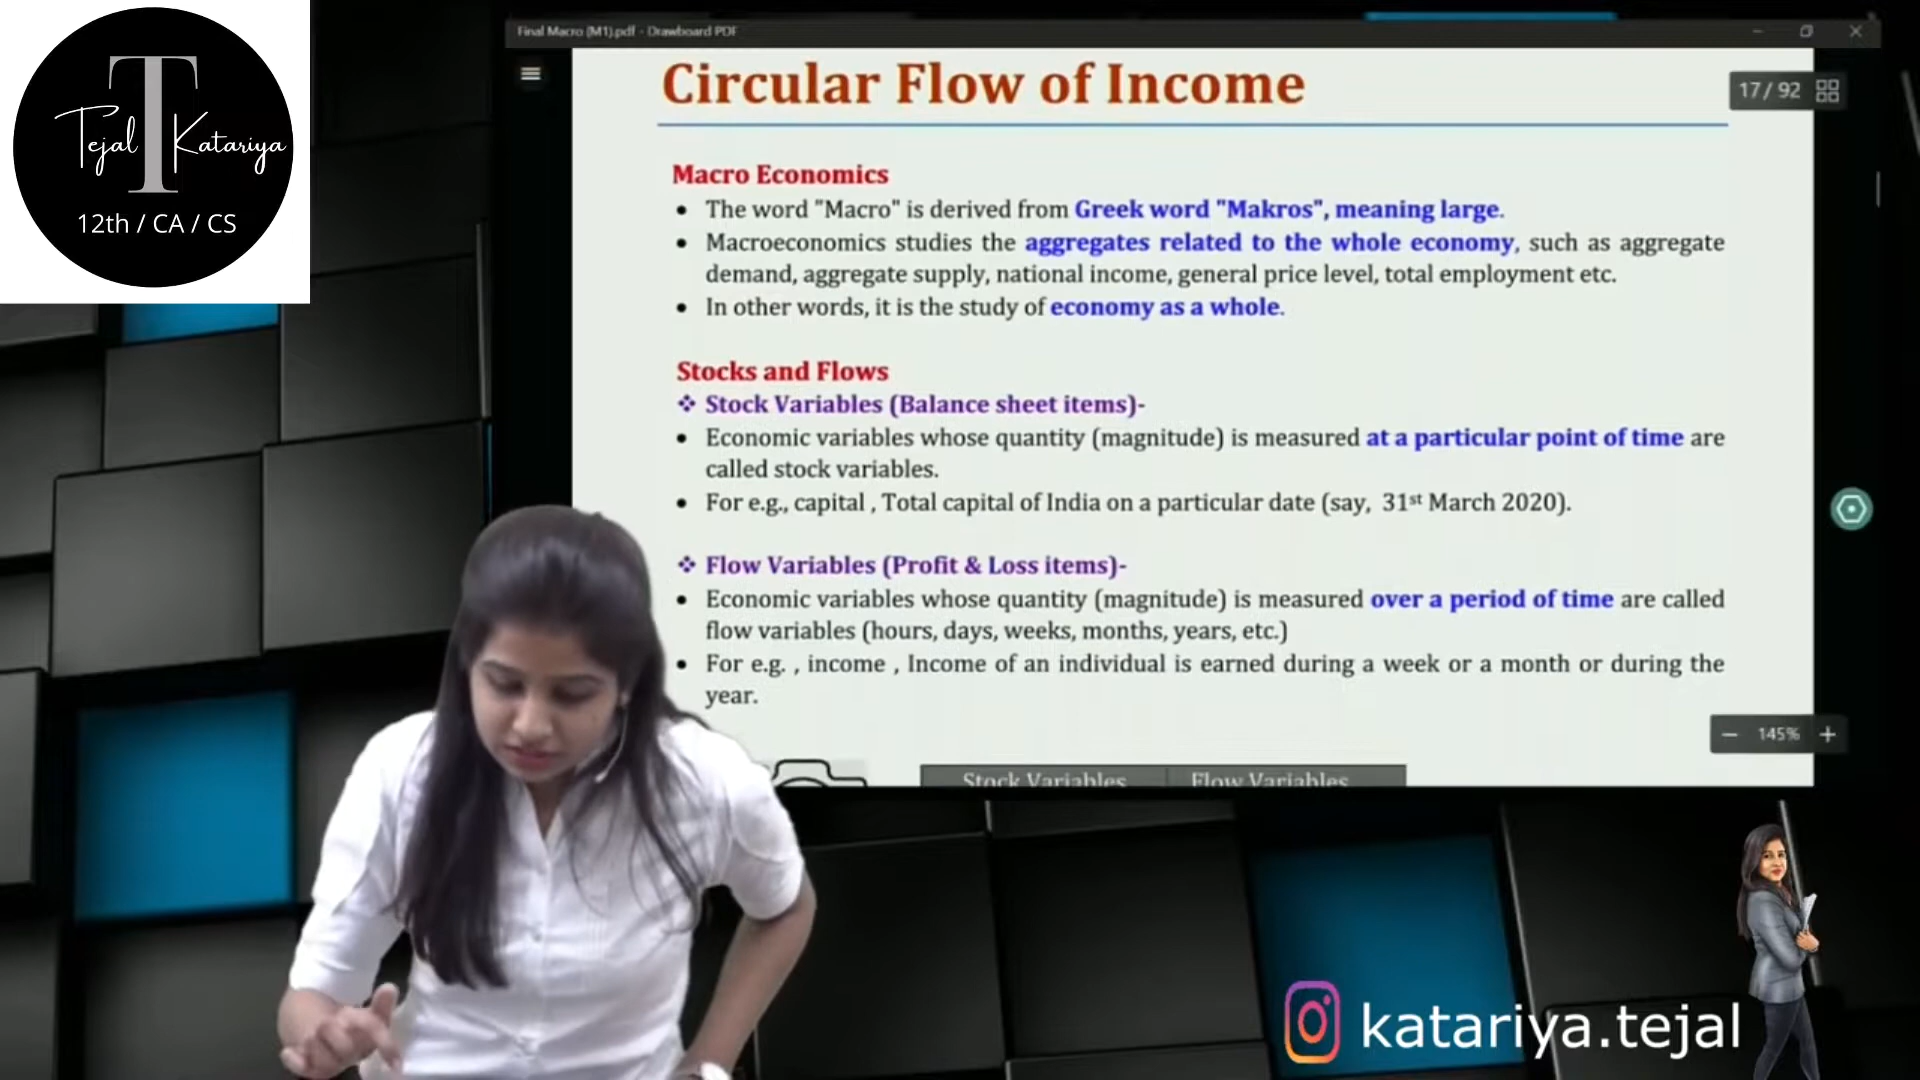 Final Macro (M1).pdf - Drawboard PDF
Circular Flow of Income
17 / 92
T
Tejal Katariya
12th / CA / CS
Macro Economics
• The word "Macro" is derived from Greek word "Makros", meaning large.
• Macroeconomics studies the aggregates related to the whole economy, such as aggregate
demand, aggregate supply, national income, general price level, total employment etc.
• In other words, it is the study of economy as a whole.
Stocks and Flows
❖ Stock Variables (Balance sheet items)-
• Economic variables whose quantity (magnitude) is measured at a particular point of time are
called stock variables.
• For e.g., capital , Total capital of India on a particular date (say, 31st March 2020).
❖ Flow Variables (Profit & Loss items)-
• Economic variables whose quantity (magnitude) is measured over a period of time are called
flow variables (hours, days, weeks, months, years, etc.)
• For e.g. , income , Income of an individual is earned during a week or a month or during the
year.
145%
Stock Variables Flow Variables
katariya.tejal